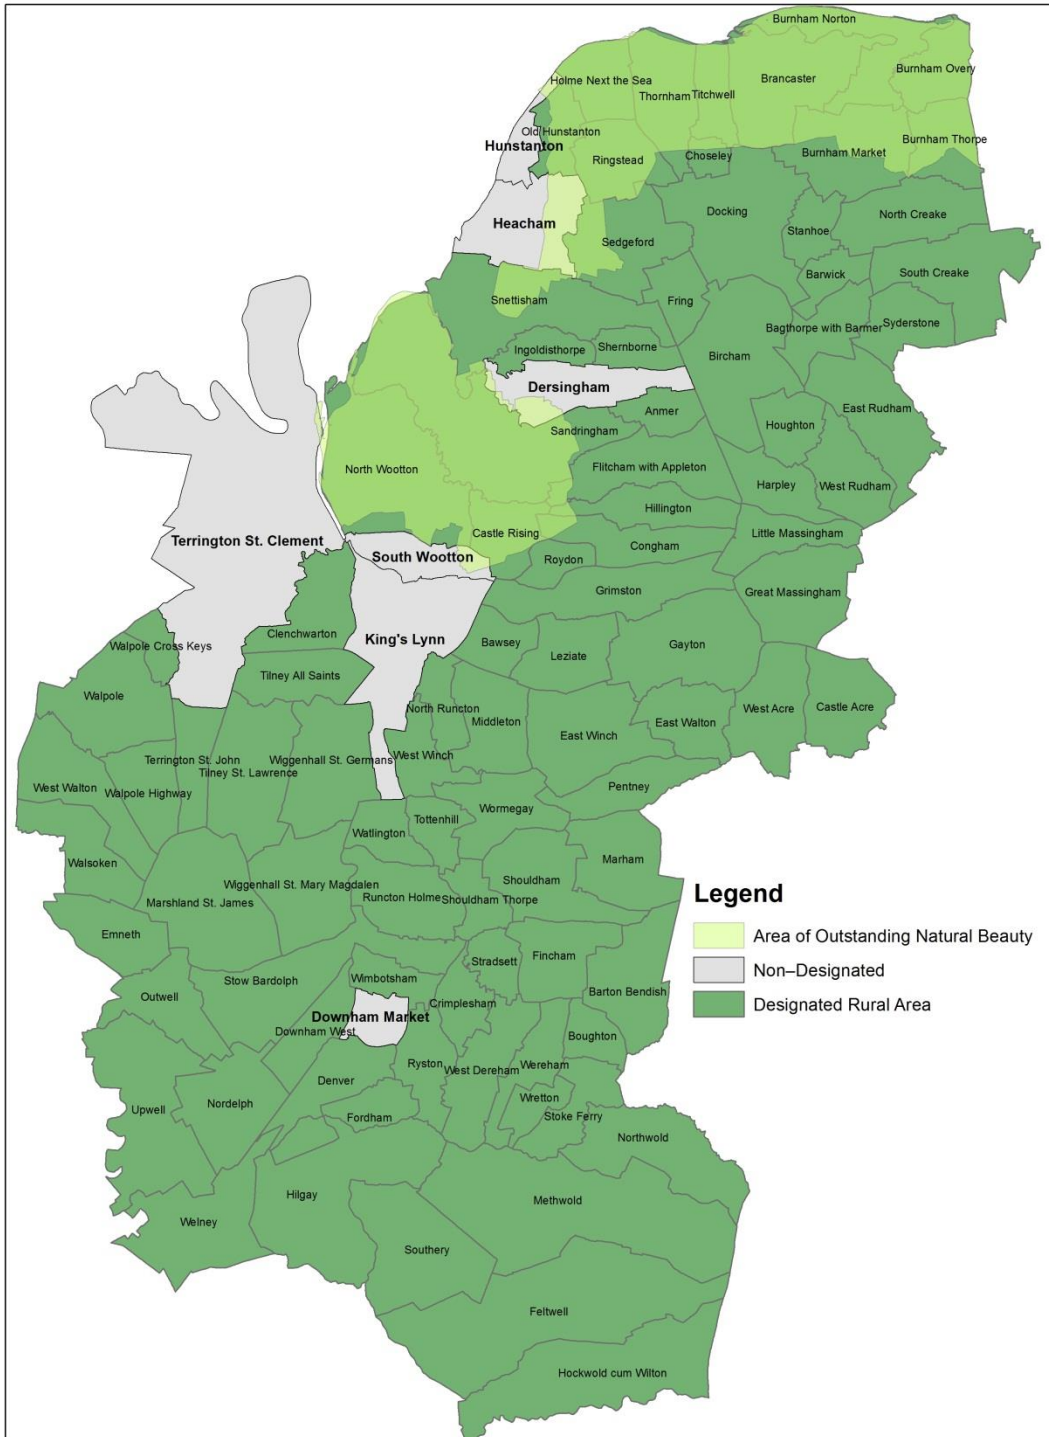 Burnham Norton
Burnham Overy
Holme Next the Sea
Brancaster
Thornham
Titchwell
Old Hunstanton
Burnham Thorpe
Hunstanton
Burnham Market
Ringstead
Choseley
Docking
North Creake
Heacham
Stanhoe
Sedgeford
South Creake
Barwick
Snettisham
Fring
Syderstone
Bagthorpe with Barmer
Ingoldisthorpe
Shernborne
Bircham
Dersingham
East Rudham
Anmer
Houghton
Sandringham
North Wootton
Flitcham with Appleton
Harpley
West Rudham
Hillington
Castle Rising
Little Massingham
Terrington St. Clement
Congham
South Wootton
Roydon
Grimston
Great Massingham
Clenchwarton
King's Lynn
Walpole Cross Keys
Bawsey
Gayton
Leziate
Tilney All Saints
Walpole
North Runcton
West Acre
Castle Acre
Middleton
East Walton
East Winch
West Winch
Terrington St. John
Wiggenhall St. Germans
Tilney St. Lawrence
West Walton
Walpole Highway
Pentney
Wormegay
Tottenhill
Watlington
Marham
Walsoken
Shouldham
Wiggenhall St. Mary Magdalen
Legend
Runcton Holme
Shouldham Thorpe
Marshland St. James
Emneth
Area of Outstanding Natural Beauty
Fincham
Stradsett
Non–Designated
Wimbotsham
Stow Bardolph
Barton Bendish
Outwell
Crimplesham
Designated Rural Area
Downham Market
Downham West
Boughton
Ryston
West Dereham
Wereham
Denver
Wretton
Nordelph
Upwell
Fordham
Stoke Ferry
Northwold
Hilgay
Methwold
Welney
Southery
Feltwell
Hockwold cum Wilton